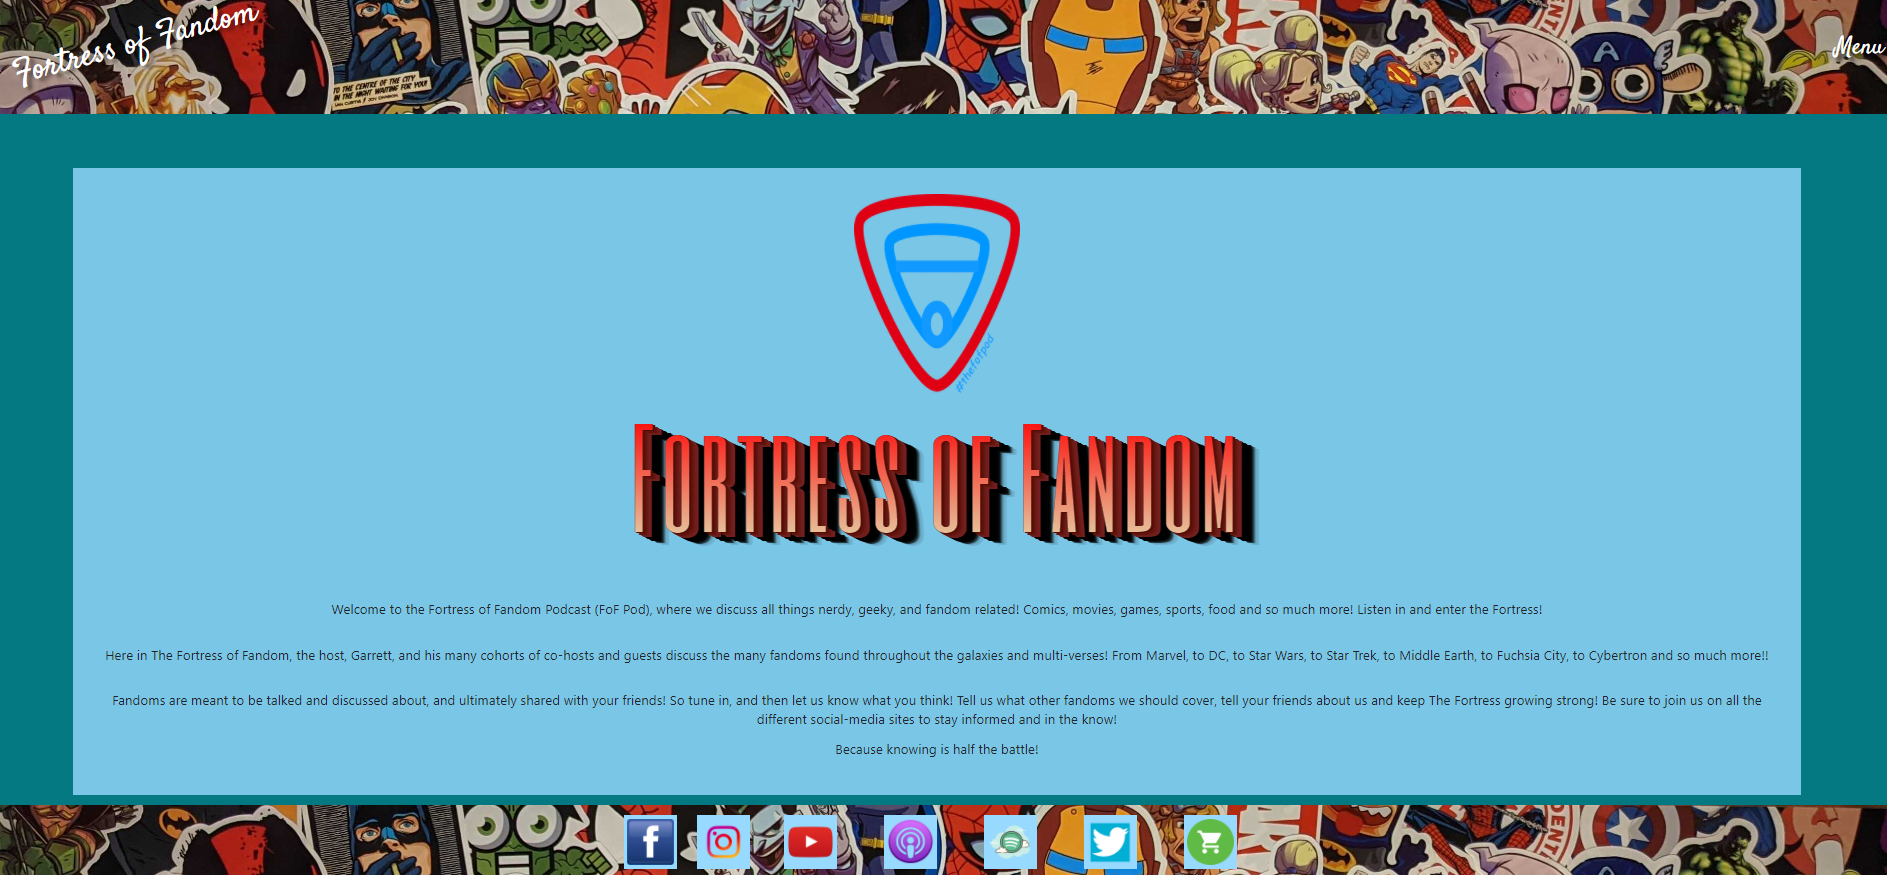 Fortress of Fandom
Menu
TO THE CENTRE OF THE CITY
IN THE NIGHT WAITING FOR YOU!
#thefofpod
FORTRESS OF FANDOM
Welcome to the Fortress of Fandom Podcast (FoF Pod), where we discuss all things nerdy, geeky, and fandom related! Comics, movies, games, sports, food and so much more! Listen in and enter the Fortress!
Here in The Fortress of Fandom, the host, Garrett, and his many cohorts of co-hosts and guests discuss the many fandoms found throughout the galaxies and multi-verses! From Marvel, to DC, to Star Wars, to Star Trek, to Middle Earth, to Fuchsia City, to Cybertron and so much more!!
Fandoms are meant to be talked and discussed about, and ultimately shared with your friends! So tune in, and then let us know what you think! Tell us what other fandoms we should cover, tell your friends about us and keep The Fortress growing strong! Be sure to join us on all the
different social-media sites to stay informed and in the know!
Because knowing is half the battle!